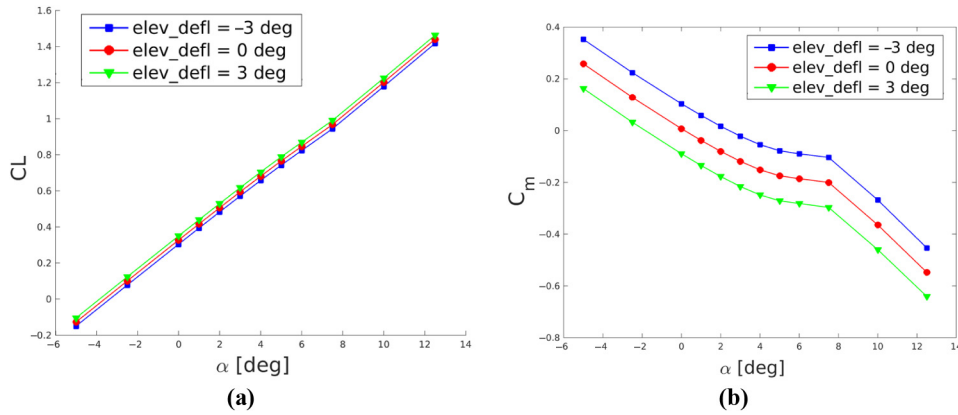 1.6
1.4
1.2
1
0.8
0.6
0.4
0.2
0
−0.2
CL
elev_defl = −3 deg
elev_defl = 0 deg
elev_defl = 3 deg
−6 −4 −2 0 2 4 6 8 10 12 14
α [deg]
(a)
0.4
0.2
0
−0.2
−0.4
−0.6
−0.8
C_m
elev_defl = −3 deg
elev_defl = 0 deg
elev_defl = 3 deg
−6 −4 −2 0 2 4 6 8 10 12 14
α [deg]
(b)